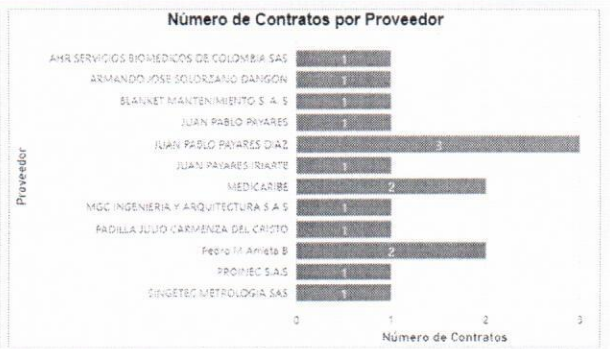 Número de Contratos por Proveedor
AHR SERVICIOS BIOMEDICOS DE COLOMBIA SAS
1
ARMANDO JOSE SOLORZANO DANGON
1
BLANKET MANTENIMIENTO S. A. S
1
JUAN PABLO PAYARES
1
JUAN PABLO PAYARES DIAZ
3
JUAN PAYARES IRIARTE
1
MEDICARIBE
2
MGC INGENIERIA Y ARQUITECTURA S.A.S
1
PADILLA JULIO CARMENZA DEL CRISTO
1
Pedro M Arrieta B
2
PROINEC S.A.S
1
SINGETEC METROLOGIA SAS
1
Proveedor
0 1 2 3
Número de Contratos